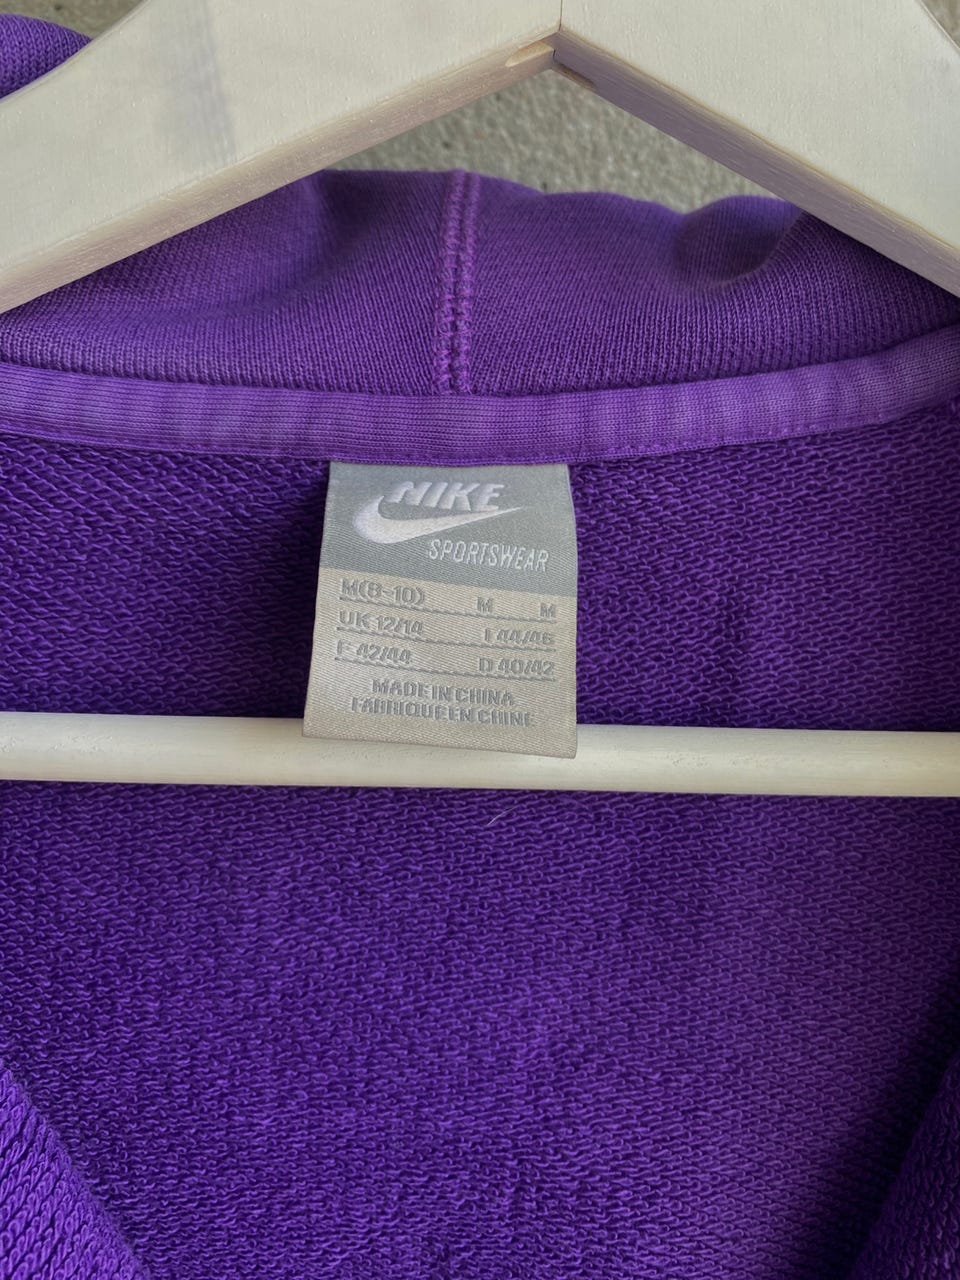 NIKE
SPORTSWEAR
M(8-10) M M
UK 12/14 I 44/46
F 42/44 D 40/42
MADE IN CHINA
FABRIQUE EN CHINE